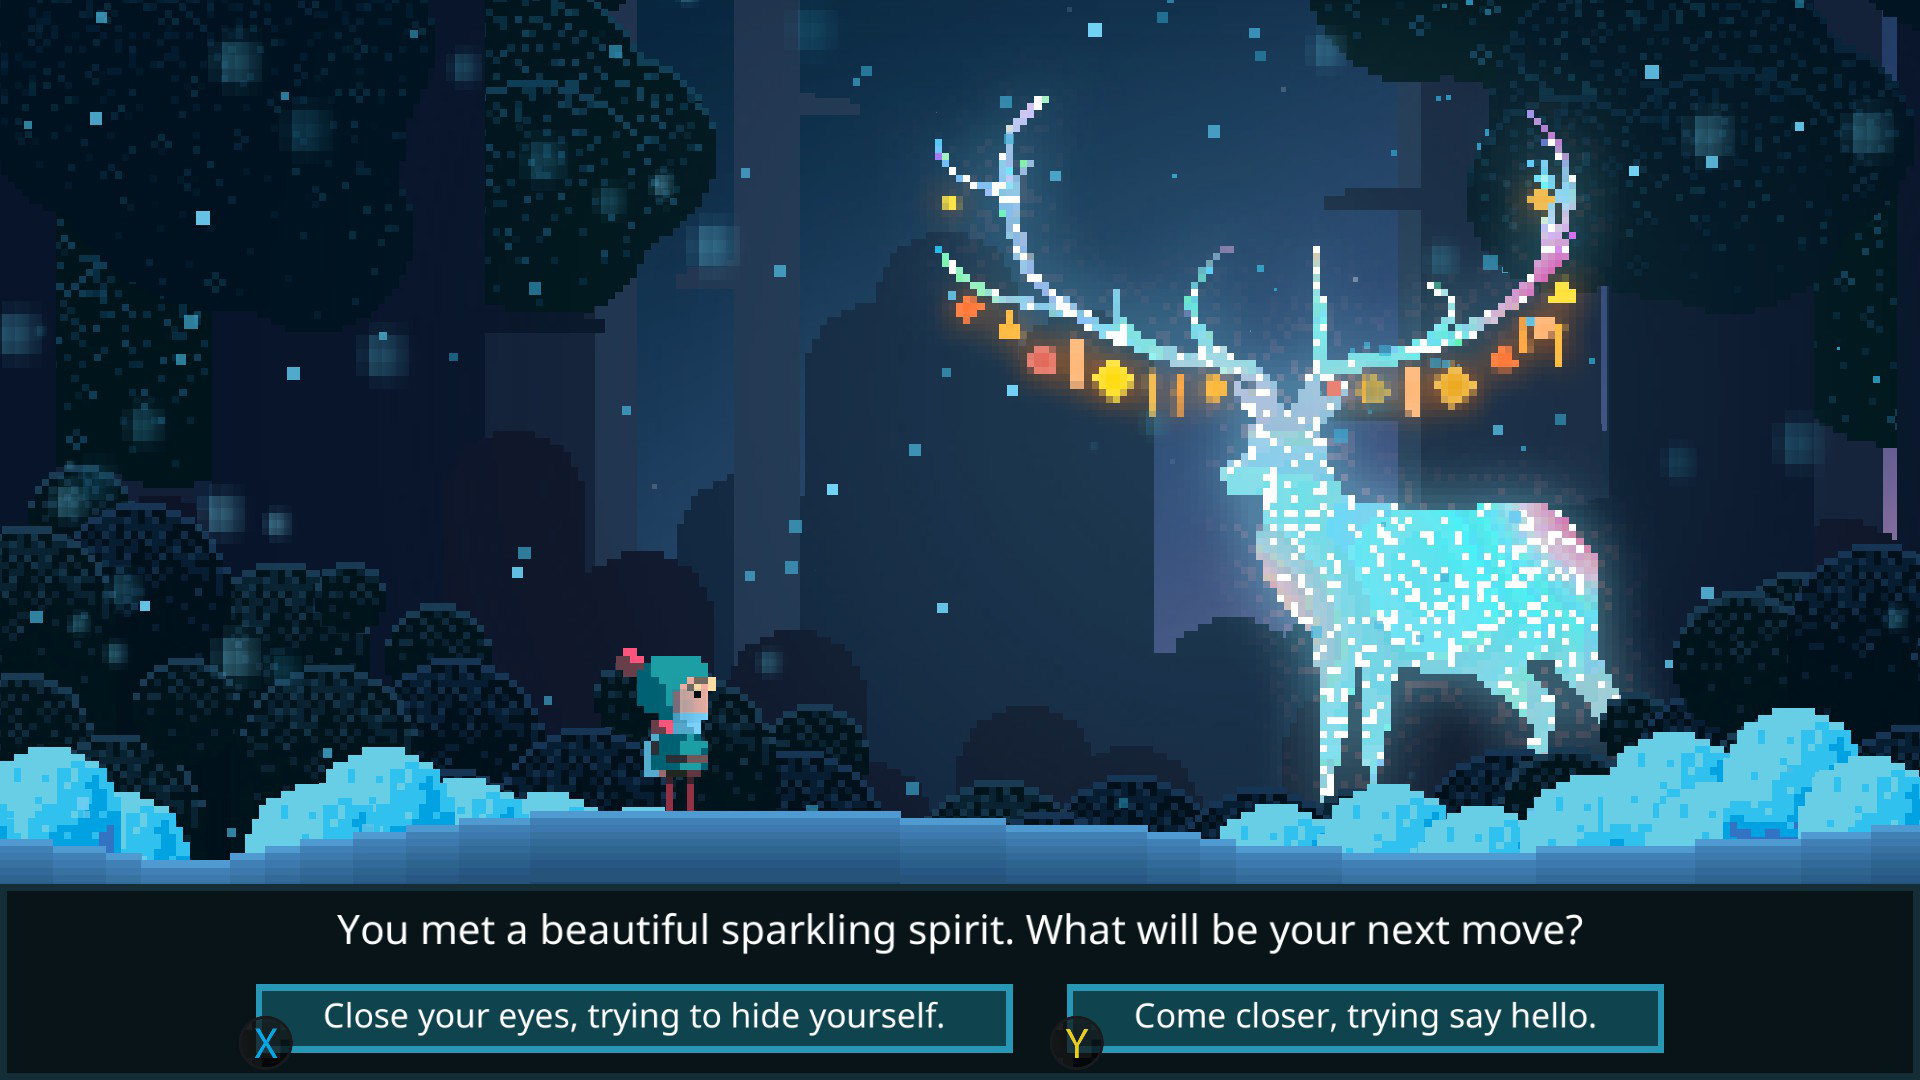 You met a beautiful sparkling spirit. What will be your next move?
Close your eyes, trying to hide yourself.
X
Come closer, trying say hello.
Y